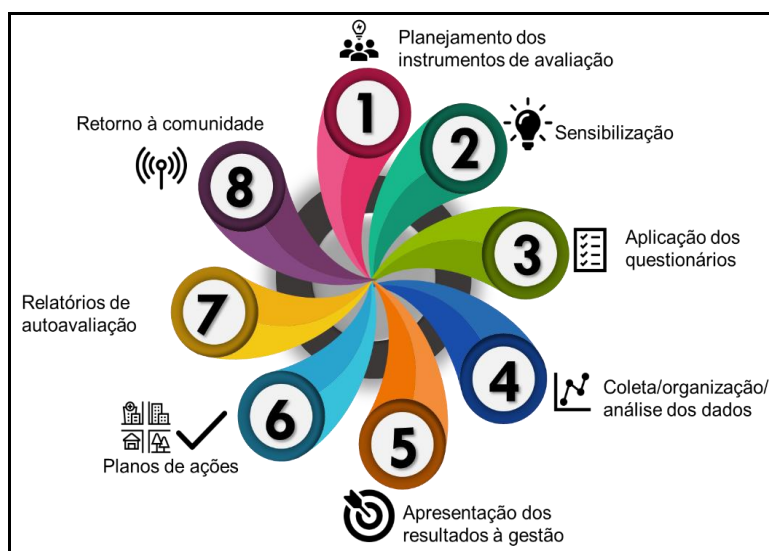 1
Planejamento dos
instrumentos de avaliação
2
Sensibilização
3
Aplicação dos
questionários
4
Coleta/organização/
análise dos dados
5
Apresentação dos
resultados à gestão
6
Planos de ações
7
Relatórios de
autoavaliação
8
Retorno à comunidade